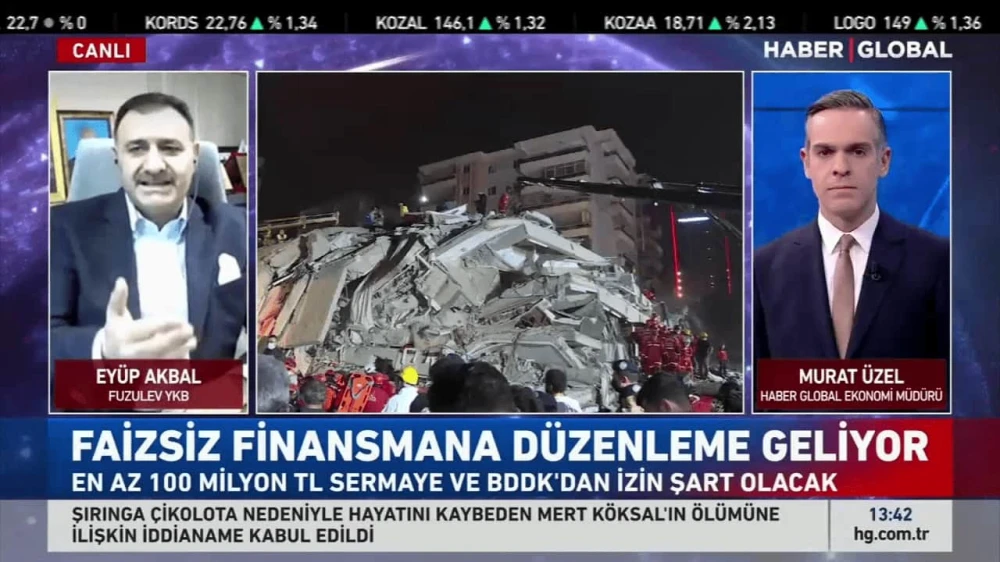 22,7 ● % 0 KORDS 22,76 ▲ % 1,34 KOZAL 146,1 ▲ % 1,32 KOZAA 18,71 ▲ % 2,13 LOGO 149 ▲ % 1,36
CANLI
HABER GLOBAL
EYÜP AKBAL
FUZULEV YKB
MURAT ÜZEL
HABER GLOBAL EKONOMİ MÜDÜRÜ
FAİZSİZ FİNANSMANA DÜZENLEME GELİYOR
EN AZ 100 MİLYON TL SERMAYE VE BDDK'DAN İZİN ŞART OLACAK
ŞIRINGA ÇİKOLOTA NEDENİYLE HAYATINI KAYBEDEN MERT KÖKSAL'IN ÖLÜMÜNE
İLİŞKİN İDDİANAME KABUL EDİLDİ
13:42
hg.com.tr